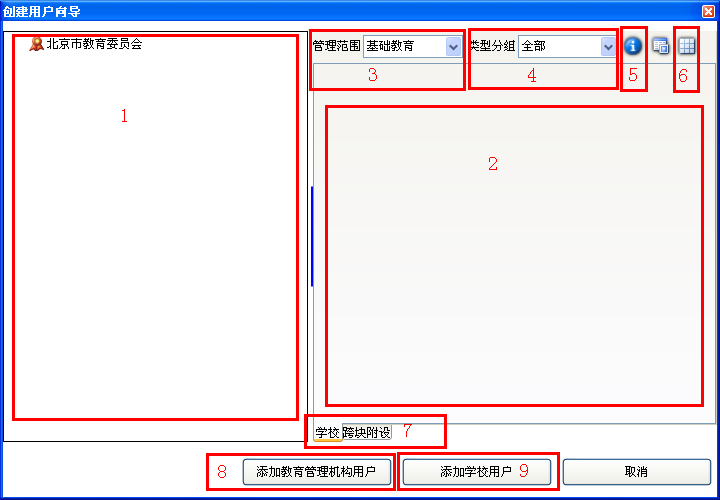 创建用户向导
北京市教育委员会
管理范围 基础教育 类型分组 全部
3 4 5 6
1
2
学校 跨块附设 7
8 添加教育管理机构用户 添加学校用户 9 取消